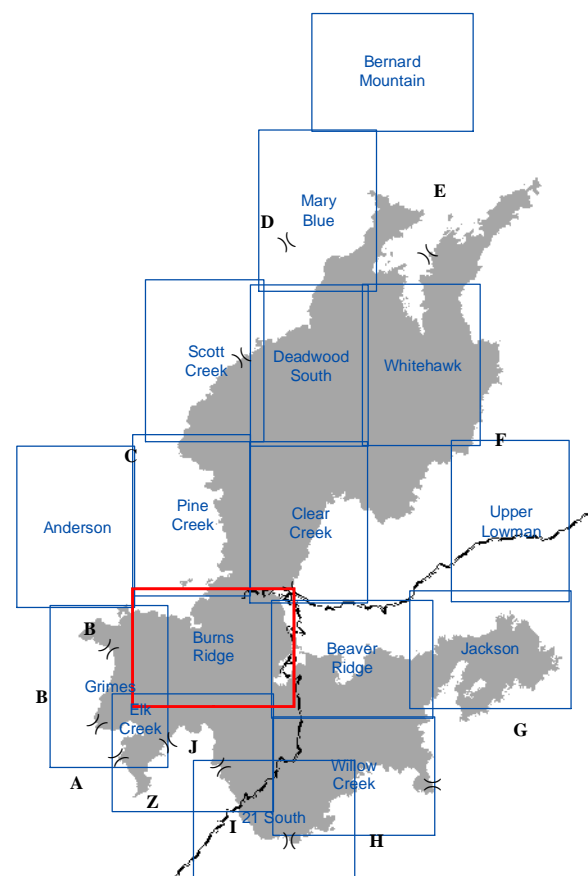 Bernard
Mountain
E
Mary
Blue
D
Scott
Creek
Deadwood
South
Whitehawk
F
C
Pine
Creek
Clear
Creek
Upper
Lowman
Anderson
B
Burns
Ridge
Beaver
Ridge
Jackson
B
Grimes
Elk
Creek
G
J
Willow
Creek
A
Z
I
21 South
H